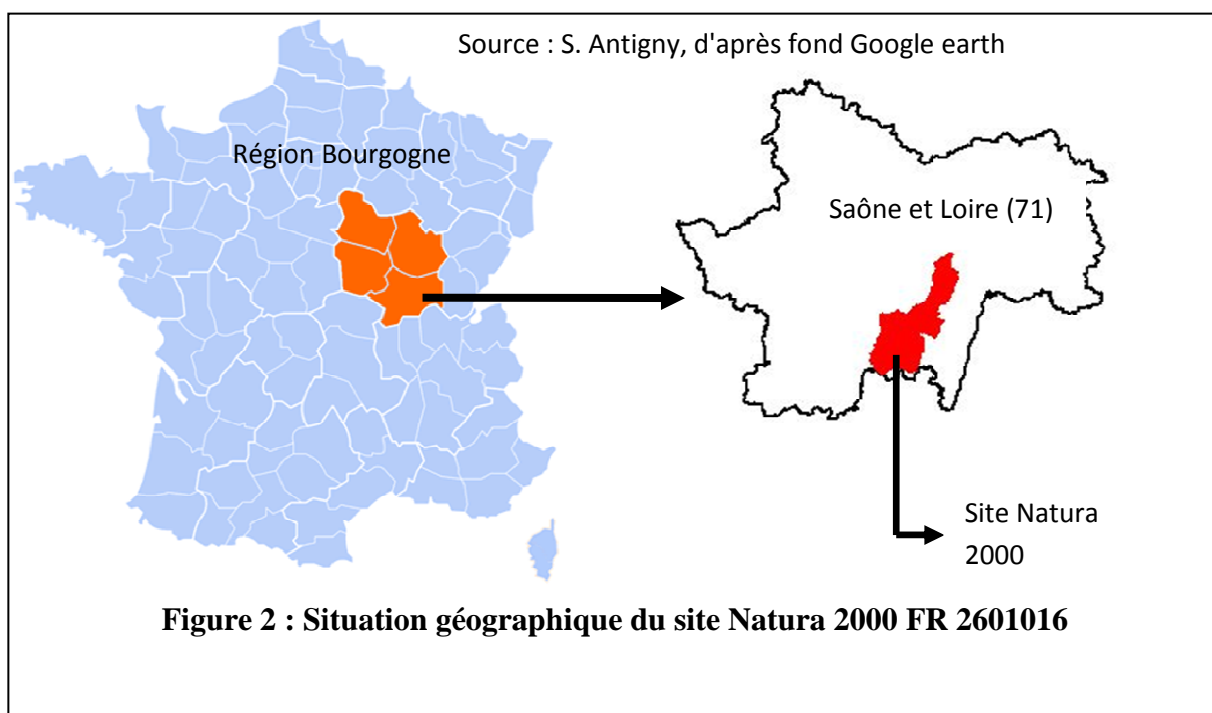 Source : S. Antigny, d'après fond Google earth
Région Bourgogne
Saône et Loire (71)
Site Natura
2000
Figure 2 : Situation géographique du site Natura 2000 FR 2601016